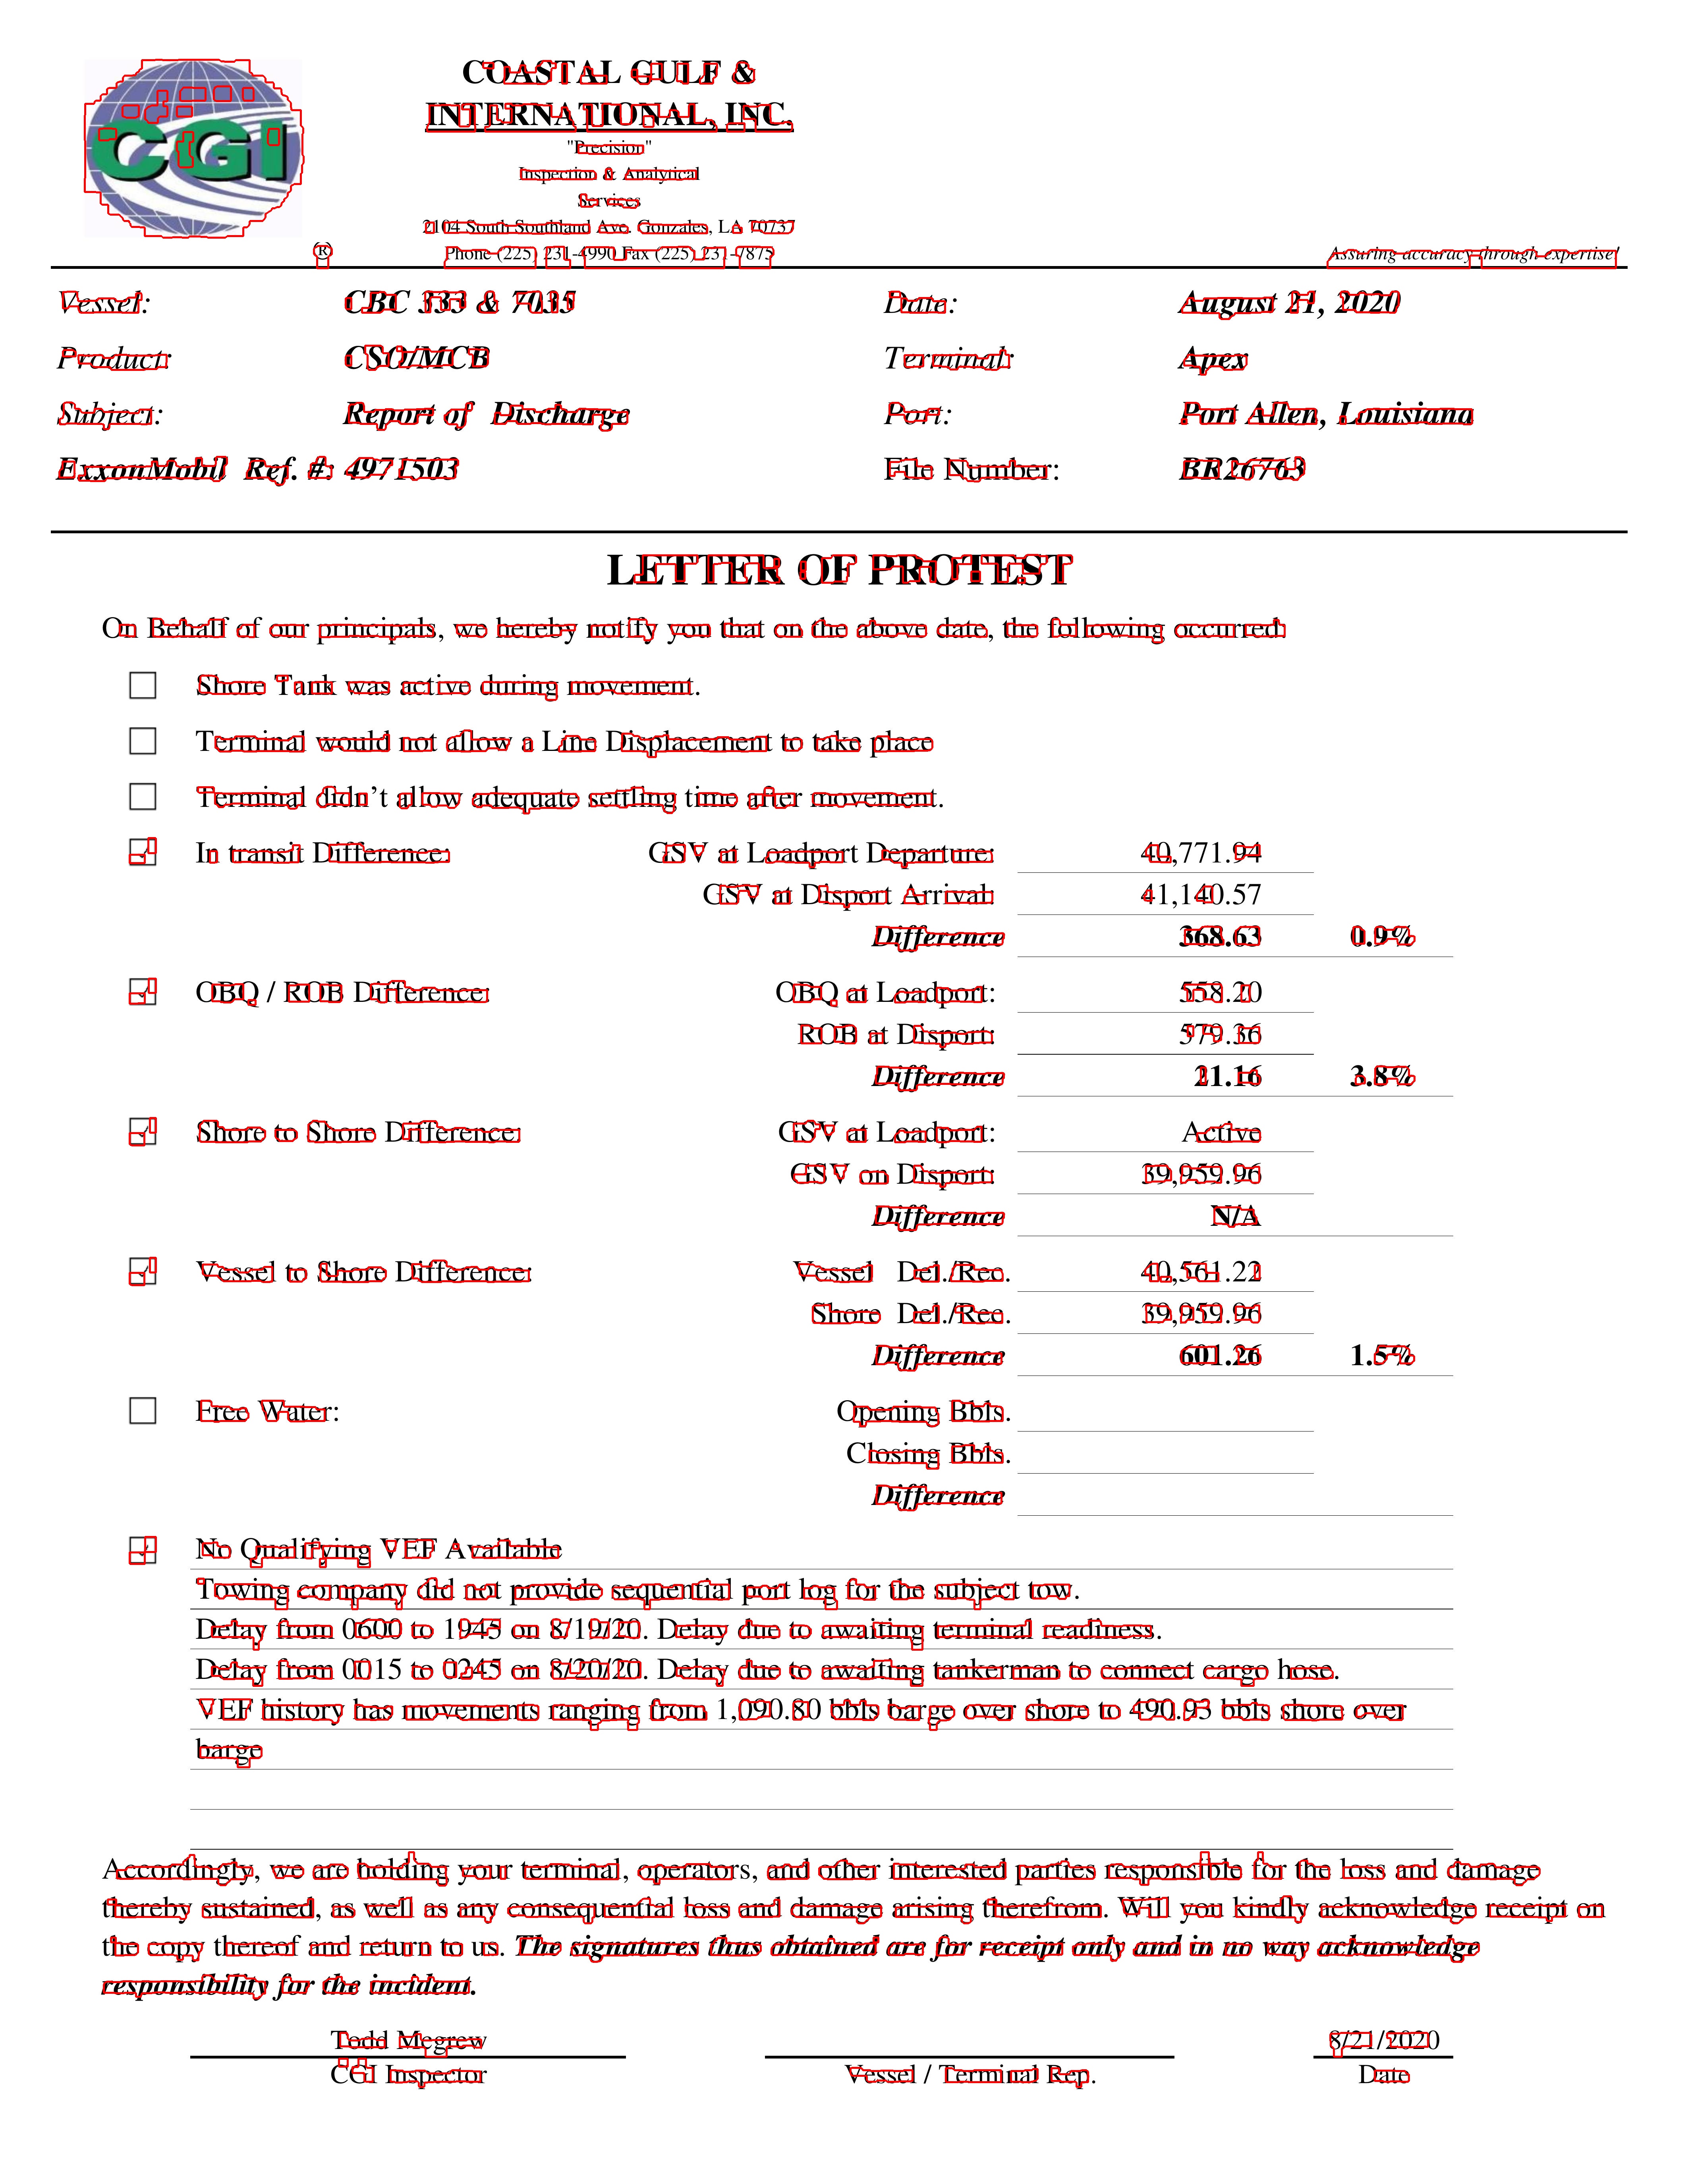 CGI
COASTAL GULF &
INTERNATIONAL, INC.
"Precision"
Inspection & Analytical
Services
2104 South Southland Ave. Gonzales, LA 70737
® Phone (225) 231-4990 Fax (225) 231-7875 Assuring accuracy through expertise!
Vessel: CBC 333 & 7035 Date: August 21, 2020
Product: CSO/MCB Terminal: Apex
Subject: Report of Discharge Port: Port Allen, Louisiana
ExxonMobil Ref. #: 4971503 File Number: BR26763
LETTER OF PROTEST
On Behalf of our principals, we hereby notify you that on the above date, the following occurred:
Shore Tank was active during movement.
Terminal would not allow a Line Displacement to take place
Terminal didn’t allow adequate settling time after movement.
In transit Difference: GSV at Loadport Departure: 40,771.94
GSV at Disport Arrival: 41,140.57
Difference 368.63 0.9%
OBQ / ROB Difference: OBQ at Loadport: 558.20
ROB at Disport: 579.36
Difference 21.16 3.8%
Shore to Shore Difference: GSV at Loadport: Active
GSV on Disport: 39,959.96
Difference N/A
Vessel to Shore Difference: Vessel Del./Rec. 40,561.22
Shore Del./Rec. 39,959.96
Difference 601.26 1.5%
Free Water: Opening Bbls.
Closing Bbls.
Difference
No Qualifying VEF Available
Towing company did not provide sequential port log for the subject tow.
Delay from 0600 to 1945 on 8/19/20. Delay due to awaiting terminal readiness.
Delay from 0015 to 0245 on 8/20/20. Delay due to awaiting tankerman to connect cargo hose.
VEF history has movements ranging from 1,090.80 bbls barge over shore to 490.93 bbls shore over
barge
Accordingly, we are holding your terminal, operators, and other interested parties responsible for the loss and damage
thereby sustained, as well as any consequential loss and damage arising therefrom. Will you kindly acknowledge receipt on
the copy thereof and return to us. The signatures thus obtained are for receipt only and in no way acknowledge
responsibility for the incident.
Todd Megrew 8/21/2020
CGI Inspector Vessel / Terminal Rep. Date